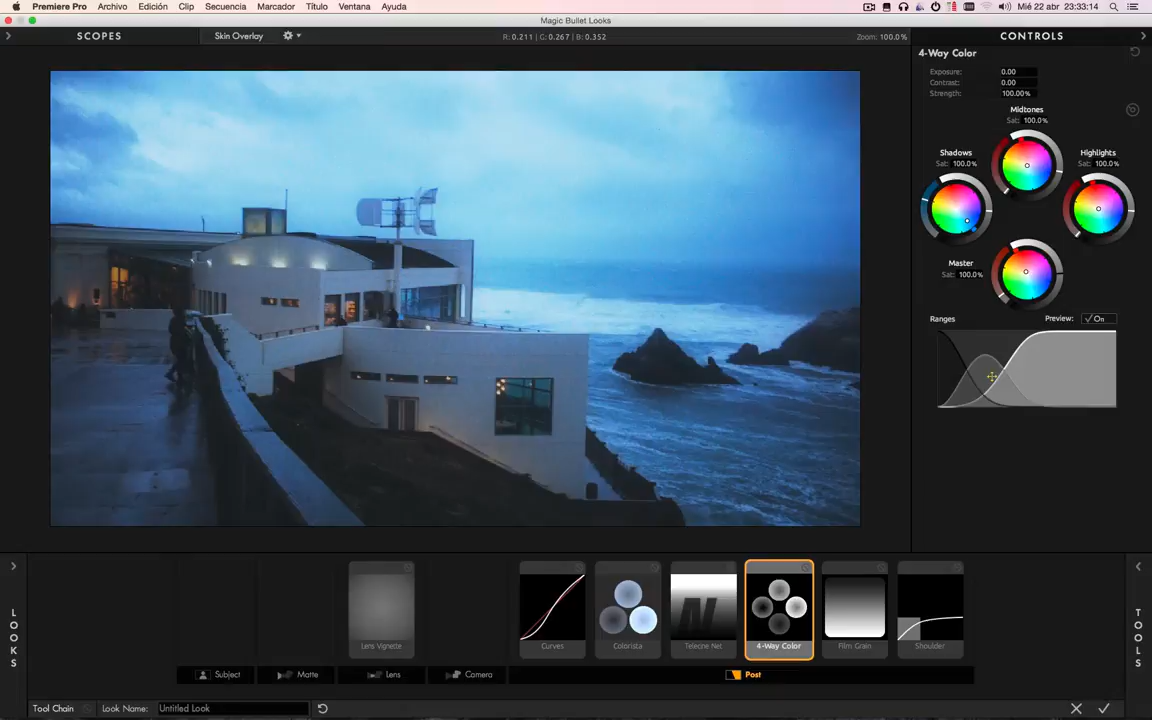 Premiere Pro Archivo Edición Clip Secuencia Marcador Título Ventana Ayuda
Mié 22 abr 23:33:14
Magic Bullet Looks
SCOPES
Skin Overlay
R: 0.211 | G: 0.267 | B: 0.352
Zoom: 100.0%
CONTROLS
4-Way Color
Exposure: 0.00
Contrast: 0.00
Strength: 100.00%
Midtones
Sat: 100.0%
Shadows
Sat: 100.0%
Highlights
Sat: 100.0%
Master
Sat: 100.0%
Ranges
Preview: On
LOOKS
TOOLS
Lens Vignette
Curves
Colorista
Telecine Net
4-Way Color
Film Grain
Shoulder
Subject
Matte
Lens
Camera
Post
Tool Chain
Look Name: Untitled Look